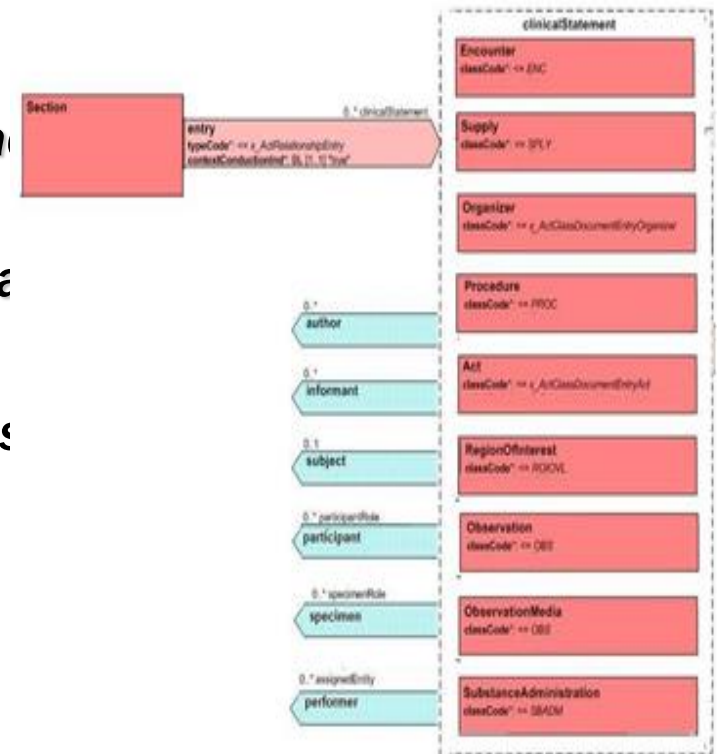 clinicalStatement
Encounter
classCode*: <= ENC
Section
0..* clinicalStatement
entry
typeCode*: <= x_ActRelationshipEntry
contextConductionInd*: BL [1..1] "true"
Supply
classCode*: <= SPLY
Organizer
classCode*: <= x_ActClassDocumentEntryOrganizer
Procedure
classCode*: <= PROC
0..*
author
Act
classCode*: <= x_ActClassDocumentEntryAct
0..*
informant
RegionOfInterest
classCode*: <= ROIOVL
0..1
subject
Observation
classCode*: <= OBS
0..* participantRole
participant
0..* specimenRole
specimen
ObservationMedia
classCode*: <= OBS
0..* assignedEntity
performer
SubstanceAdministration
classCode*: <= SBADM